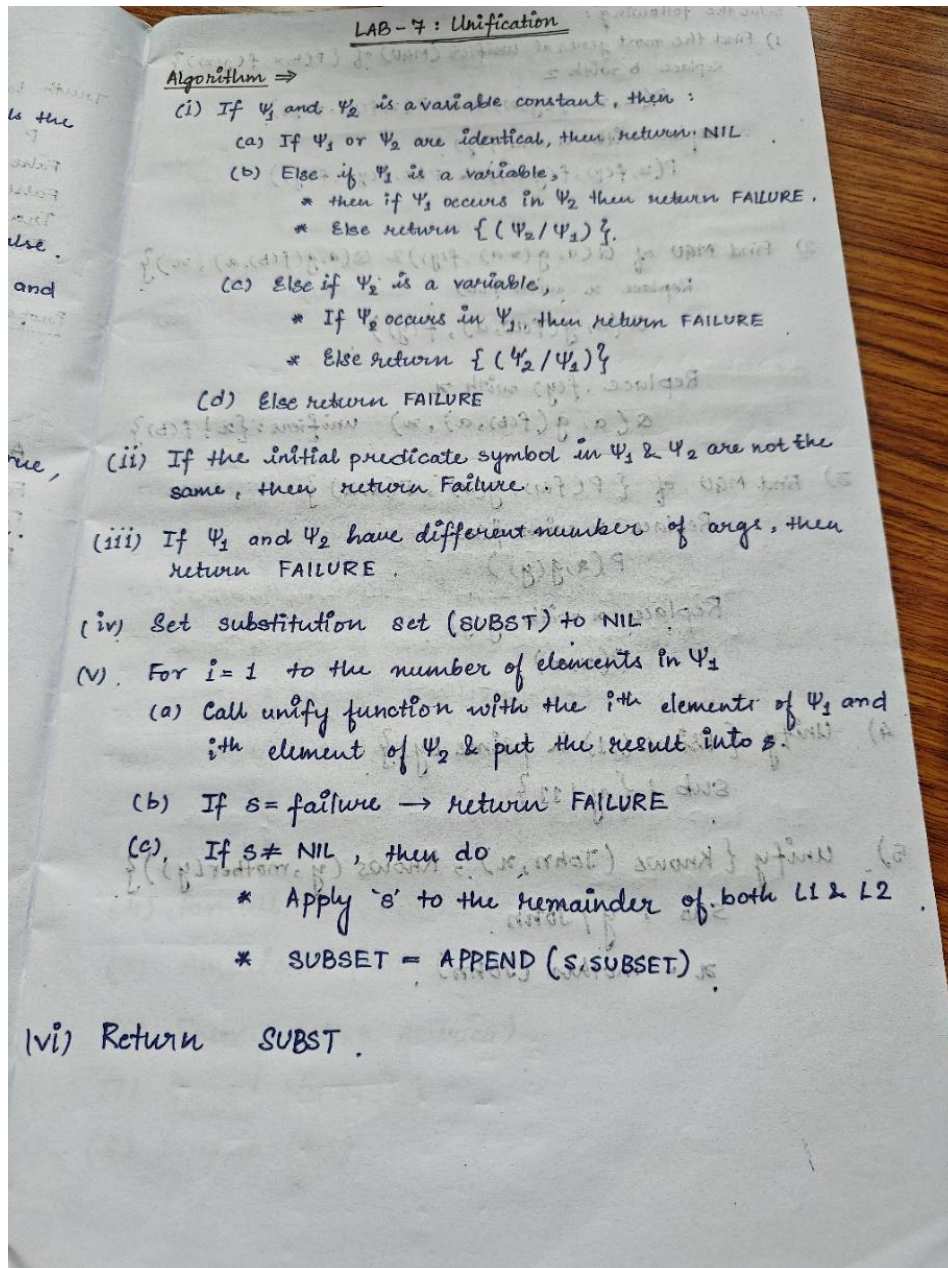 LAB - 7 : Unification
Algorithm ⇒
(i) If Ψ1 and Ψ2 is a variable constant, then :
(a) If Ψ1 or Ψ2 are identical, then return NIL
(b) Else if Ψ1 is a variable,
* then if Ψ1 occurs in Ψ2 then return FAILURE.
* Else return { (Ψ2/Ψ1) }.
(c) Else if Ψ2 is a variable,
* If Ψ2 occurs in Ψ1, then return FAILURE
* Else return { (Ψ2/Ψ1) }
(d) Else return FAILURE
(ii) If the initial predicate symbol in Ψ1 & Ψ2 are not the
same, then return Failure
(iii) If Ψ1 and Ψ2 have different number of args, then
return FAILURE.
(iv) Set substitution set (SUBST) to NIL
(v). For i = 1 to the number of elements in Ψ1
(a) Call unify function with the ith elements of Ψ1 and
ith element of Ψ2 & put the result into s.
(b) If s = failure → return FAILURE
(c). If s ≠ NIL, then do
* Apply 's' to the remainder of both L1 & L2.
* SUBSET = APPEND (S.SUBSET).
(vi) Return SUBST.
the
else.
and